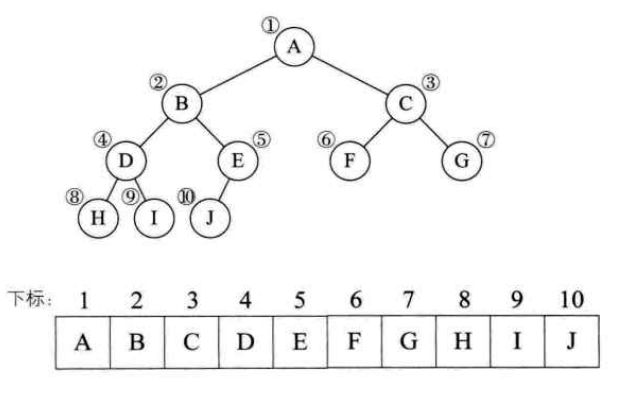 ①
A
② ③
B C
④ ⑤ ⑥ ⑦
D E F G
⑧ ⑨ ⑩
H I J
下标: 1 2 3 4 5 6 7 8 9 10
A B C D E F G H I J